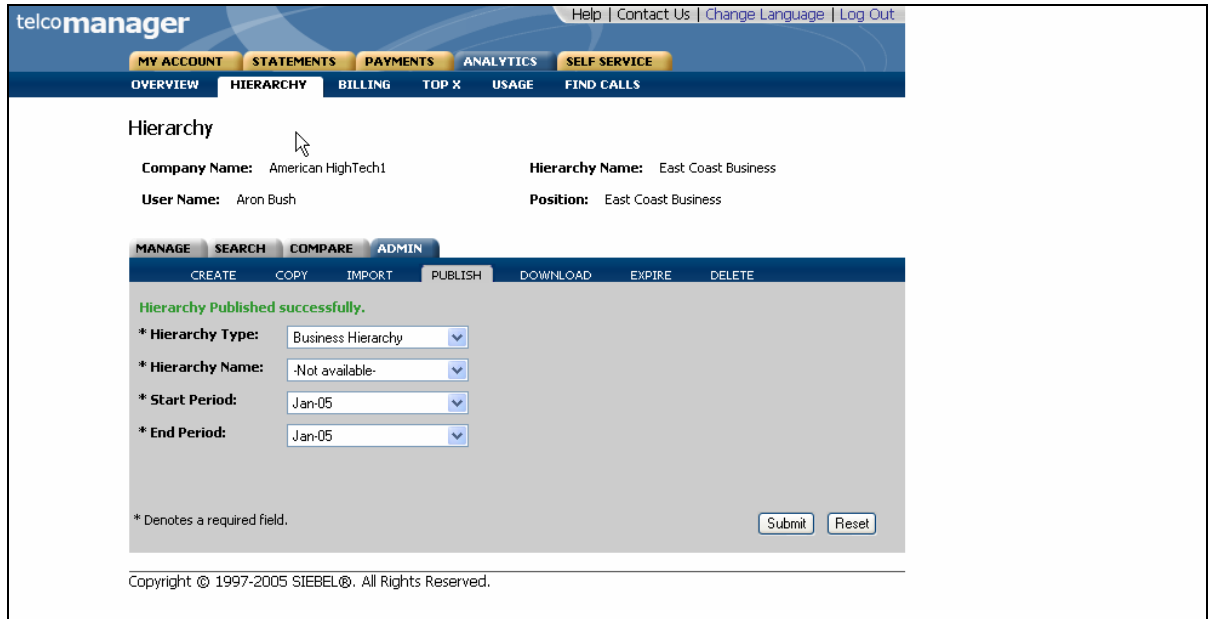 telcomanager
Help | Contact Us | Change Language | Log Out
MY ACCOUNT STATEMENTS PAYMENTS ANALYTICS SELF SERVICE
OVERVIEW HIERARCHY BILLING TOP X USAGE FIND CALLS
Hierarchy
Company Name: American HighTech1 Hierarchy Name: East Coast Business
User Name: Aron Bush Position: East Coast Business
MANAGE SEARCH COMPARE ADMIN
CREATE COPY IMPORT PUBLISH DOWNLOAD EXPIRE DELETE
Hierarchy Published successfully.
* Hierarchy Type: Business Hierarchy
* Hierarchy Name: -Not available-
* Start Period: Jan-05
* End Period: Jan-05
* Denotes a required field. Submit Reset
Copyright © 1997-2005 SIEBEL®. All Rights Reserved.